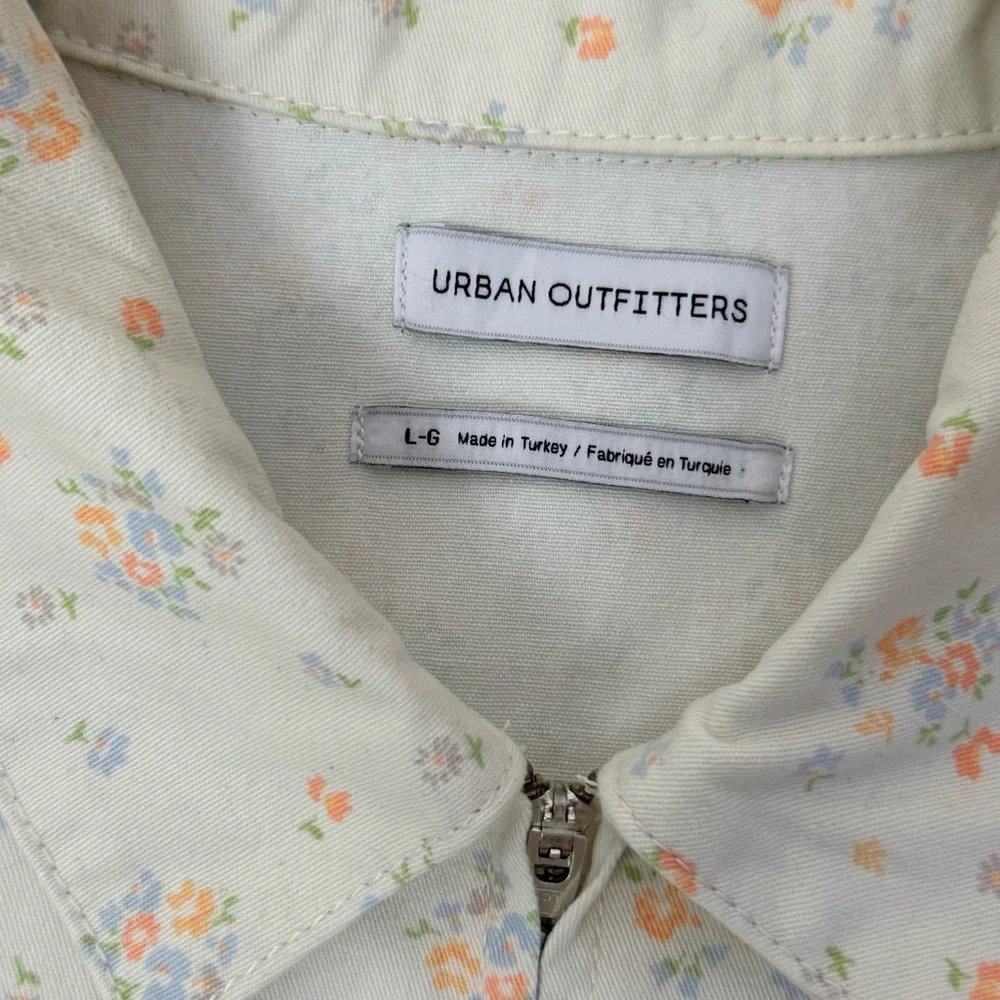 URBAN OUTFITTERS
L-G Made in Turkey / Fabriqué en Turquie